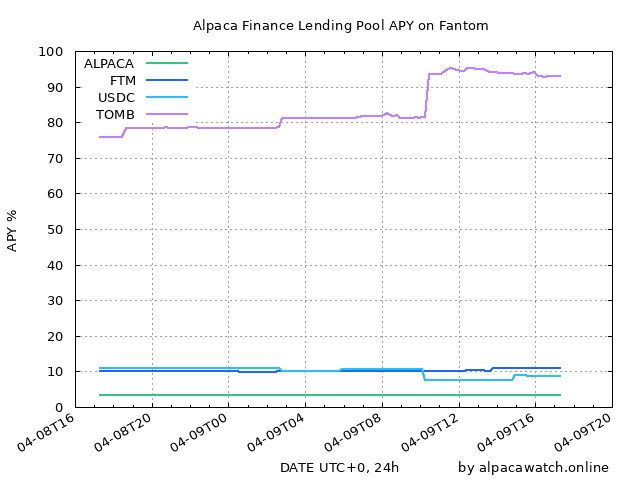 Alpaca Finance Lending Pool APY on Fantom
100
90
80
70
60
50
40
30
20
10
0
APY %
ALPACA
FTM
USDC
TOMB
04-08T16
04-08T20
04-09T00
04-09T04
04-09T08
04-09T12
04-09T16
04-09T20
DATE UTC+0, 24h
by alpacawatch.online